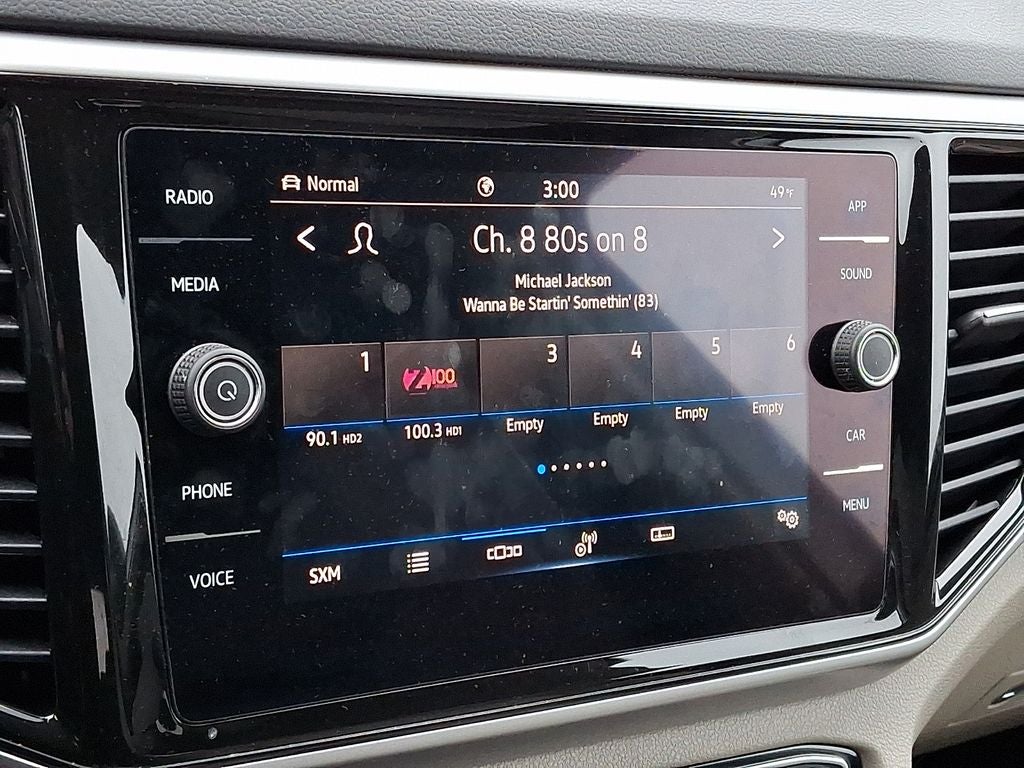 RADIO
MEDIA
PHONE
VOICE
Normal
3:00
49°F
Ch. 8 80s on 8
Michael Jackson
Wanna Be Startin' Somethin' (83)
1
Z100
3
4
5
6
90.1 HD2
100.3 HD1
Empty
Empty
Empty
Empty
SXM
APP
SOUND
CAR
MENU